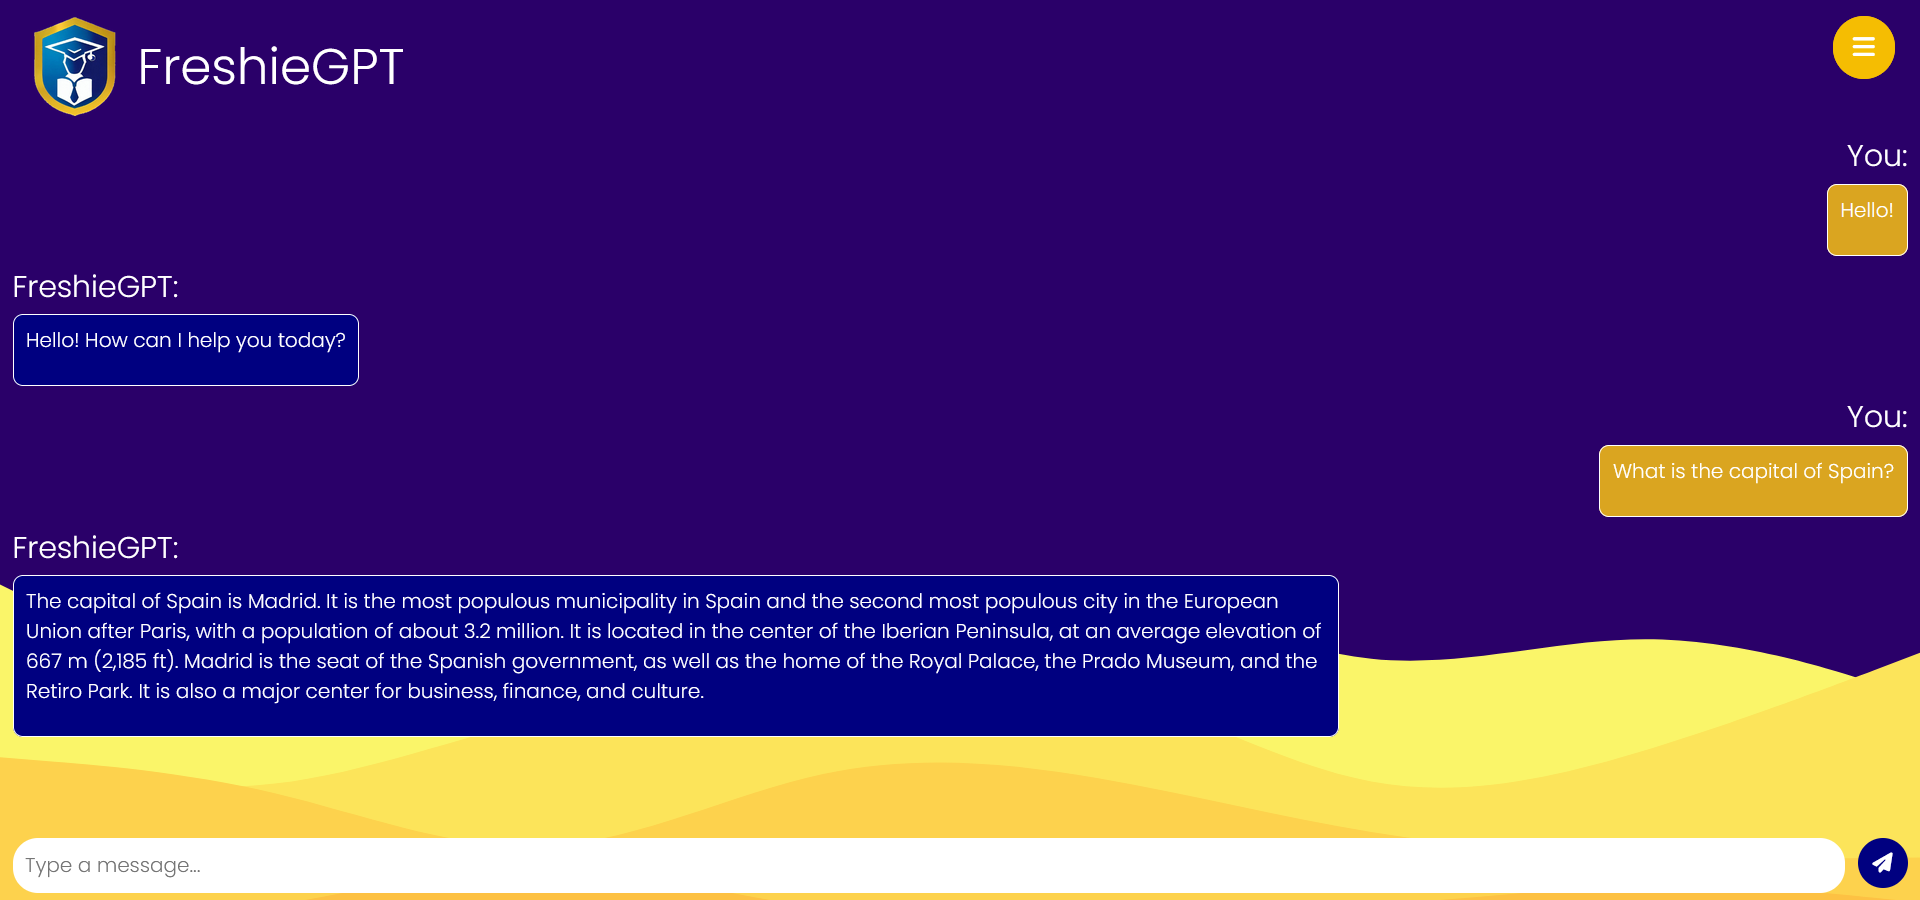 FreshieGPT
You:
Hello!
FreshieGPT:
Hello! How can I help you today?
You:
What is the capital of Spain?
FreshieGPT:
The capital of Spain is Madrid. It is the most populous municipality in Spain and the second most populous city in the European
Union after Paris, with a population of about 3.2 million. It is located in the center of the Iberian Peninsula, at an average elevation of
667 m (2,185 ft). Madrid is the seat of the Spanish government, as well as the home of the Royal Palace, the Prado Museum, and the
Retiro Park. It is also a major center for business, finance, and culture.
Type a message...